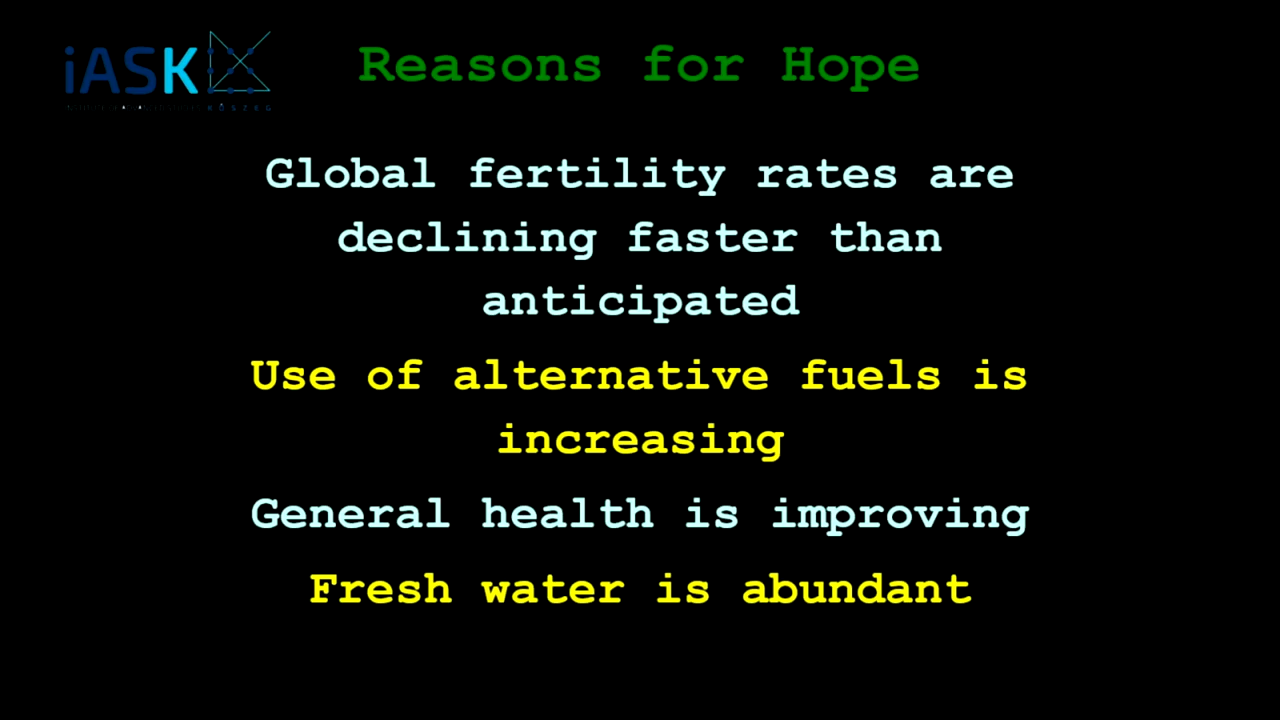 iASK
Reasons for Hope
KŐSZEG
Global fertility rates are
declining faster than
anticipated
Use of alternative fuels is
increasing
General health is improving
Fresh water is abundant